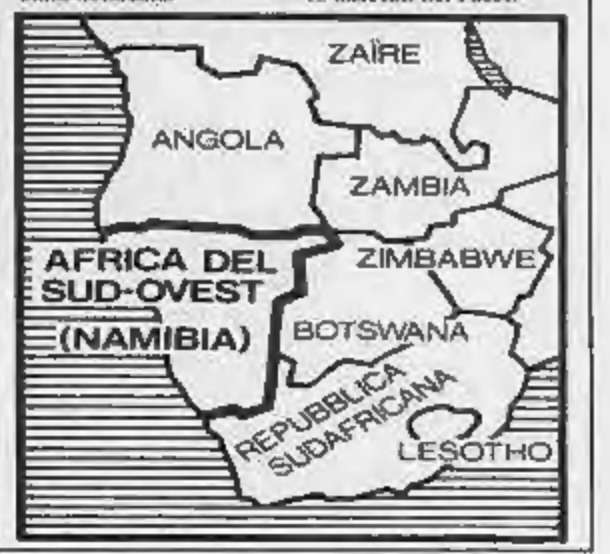 ZAÏRE
ANGOLA
ZAMBIA
AFRICA DEL
SUD-OVEST
(NAMIBIA)
ZIMBABWE
BOTSWANA
REPUBBLICA
SUDAFRICANA
LESOTHO